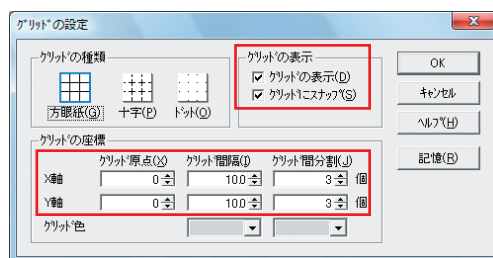 グリッドの設定
グリッドの種類
方眼紙(G) 十字(P) ドット(O)
グリッドの表示
グリッドの表示(D)
グリッドにスナップ(S)
OK
キャンセル
ヘルプ(H)
記憶(R)
グリッドの座標
グリッド原点(X) グリッド間隔(I) グリッド間分割(J)
X軸 0 10.0 3 個
Y軸 0 10.0 3 個
グリッド色